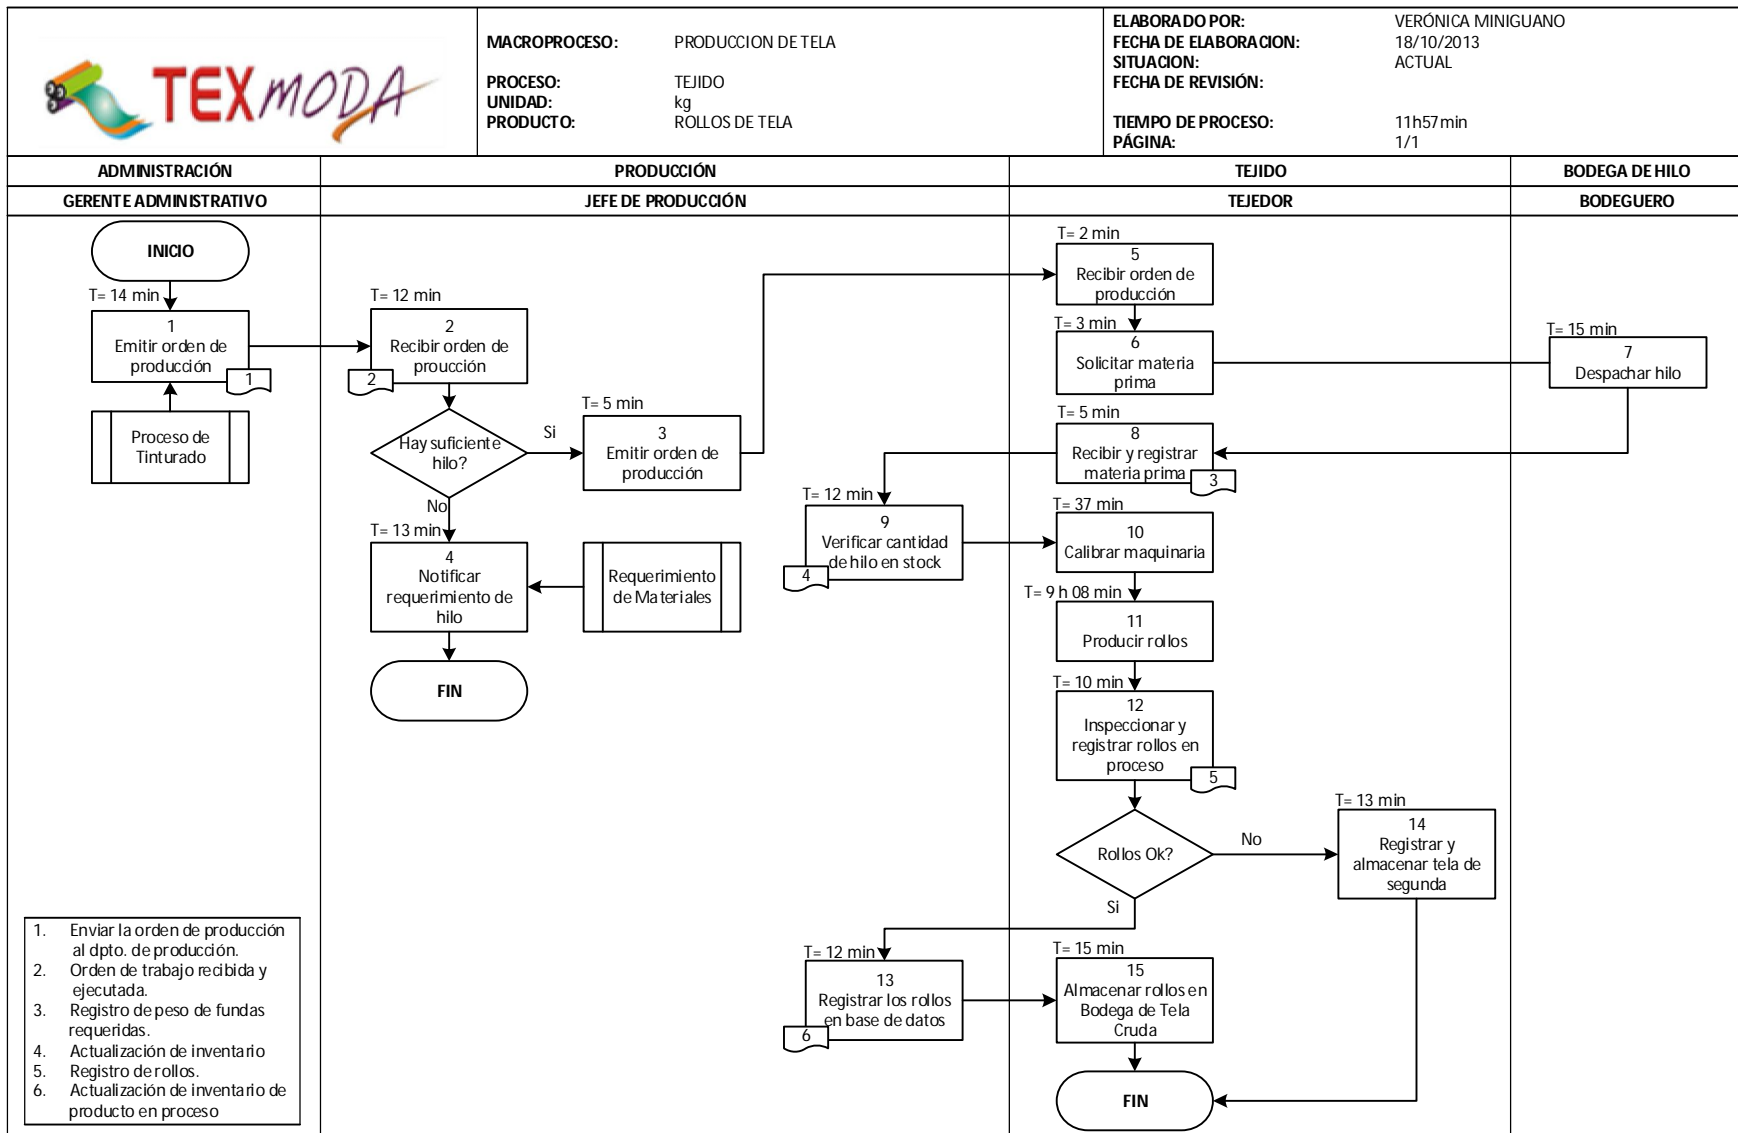 TEXMODA
MACROPROCESO: PRODUCCION DE TELA
PROCESO: TEJIDO
UNIDAD: kg
PRODUCTO: ROLLOS DE TELA
ELABORADO POR: VERÓNICA MINIGUANO
FECHA DE ELABORACION: 18/10/2013
SITUACION: ACTUAL
FECHA DE REVISIÓN:
TIEMPO DE PROCESO: 11h57min
PÁGINA: 1/1
ADMINISTRACIÓN
PRODUCCIÓN
TEJIDO
BODEGA DE HILO
GERENTE ADMINISTRATIVO
JEFE DE PRODUCCIÓN
TEJEDOR
BODEGUERO
INICIO
T= 14 min
1
Emitir orden de
producción
1
Proceso de
Tinturado
T= 12 min
2
Recibir orden de
proucción
2
Hay suficiente
hilo?
Si
No
T= 5 min
3
Emitir orden de
producción
T= 13 min
4
Notificar
requerimiento de
hilo
Requerimiento
de Materiales
FIN
T= 2 min
5
Recibir orden de
producción
T= 3 min
6
Solicitar materia
prima
T= 15 min
7
Despachar hilo
T= 5 min
8
Recibir y registrar
materia prima
3
T= 12 min
9
Verificar cantidad
de hilo en stock
4
T= 37 min
10
Calibrar maquinaria
T= 9 h 08 min
11
Producir rollos
T= 10 min
12
Inspeccionar y
registrar rollos en
proceso
5
Rollos Ok?
No
Si
T= 13 min
14
Registrar y
almacenar tela de
segunda
T= 12 min
13
Registrar los rollos
en base de datos
6
T= 15 min
15
Almacenar rollos en
Bodega de Tela
Cruda
FIN
1. Enviar la orden de producción
al dpto. de producción.
2. Orden de trabajo recibida y
ejecutada.
3. Registro de peso de fundas
requeridas.
4. Actualización de inventario
5. Registro de rollos.
6. Actualización de inventario de
producto en proceso